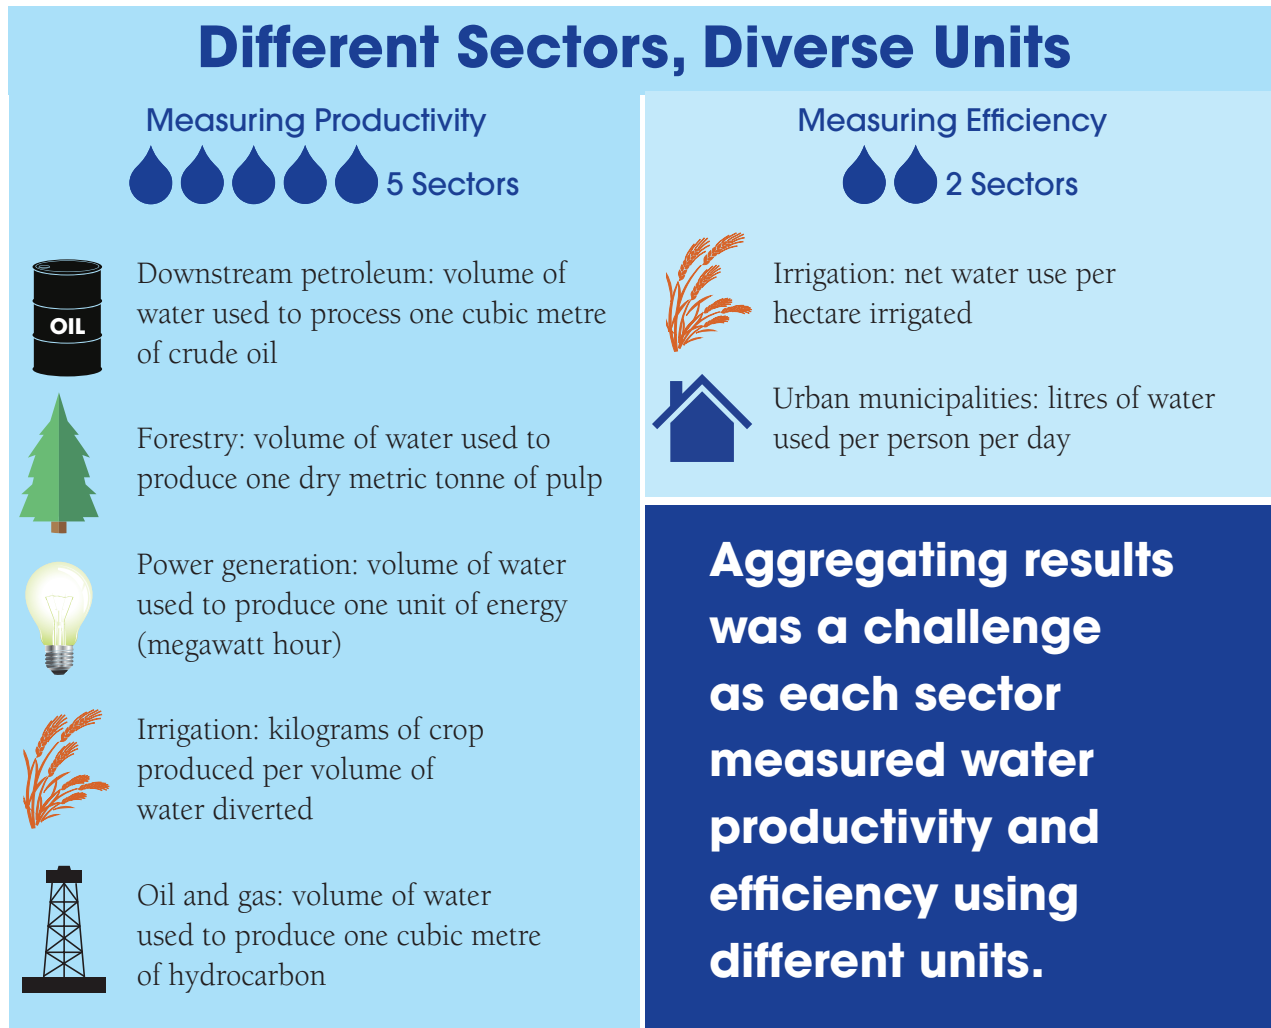 Different Sectors, Diverse Units
Measuring Productivity
5 Sectors
OIL
Downstream petroleum: volume of
water used to process one cubic metre
of crude oil
Forestry: volume of water used to
produce one dry metric tonne of pulp
Power generation: volume of water
used to produce one unit of energy
(megawatt hour)
Irrigation: kilograms of crop
produced per volume of
water diverted
Oil and gas: volume of water
used to produce one cubic metre
of hydrocarbon
Measuring Efficiency
2 Sectors
Irrigation: net water use per
hectare irrigated
Urban municipalities: litres of water
used per person per day
Aggregating results
was a challenge
as each sector
measured water
productivity and
efficiency using
different units.